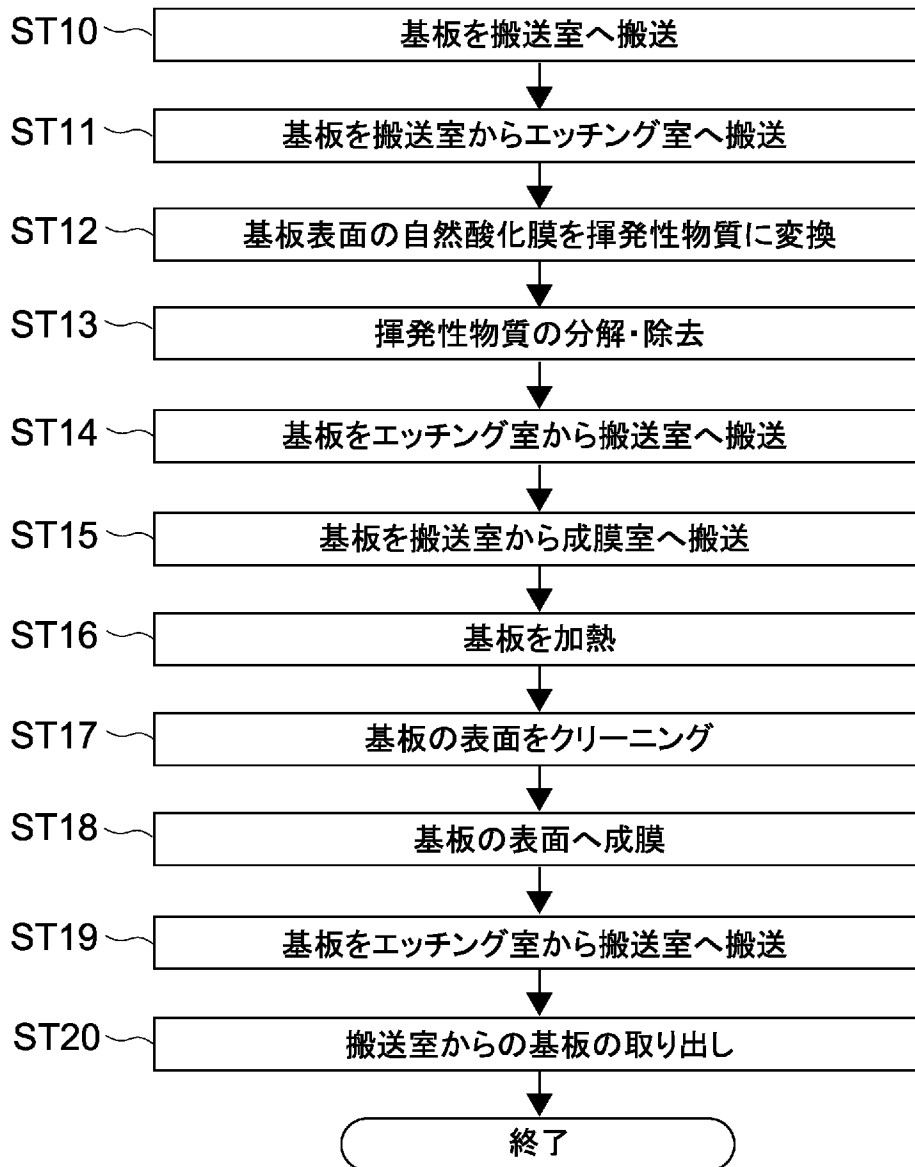 ST10 基板を搬送室へ搬送
ST11 基板を搬送室からエッチング室へ搬送
ST12 基板表面の自然酸化膜を揮発性物質に変換
ST13 揮発性物質の分解・除去
ST14 基板をエッチング室から搬送室へ搬送
ST15 基板を搬送室から成膜室へ搬送
ST16 基板を加熱
ST17 基板の表面をクリーニング
ST18 基板の表面へ成膜
ST19 基板をエッチング室から搬送室へ搬送
ST20 搬送室からの基板の取り出し
終了